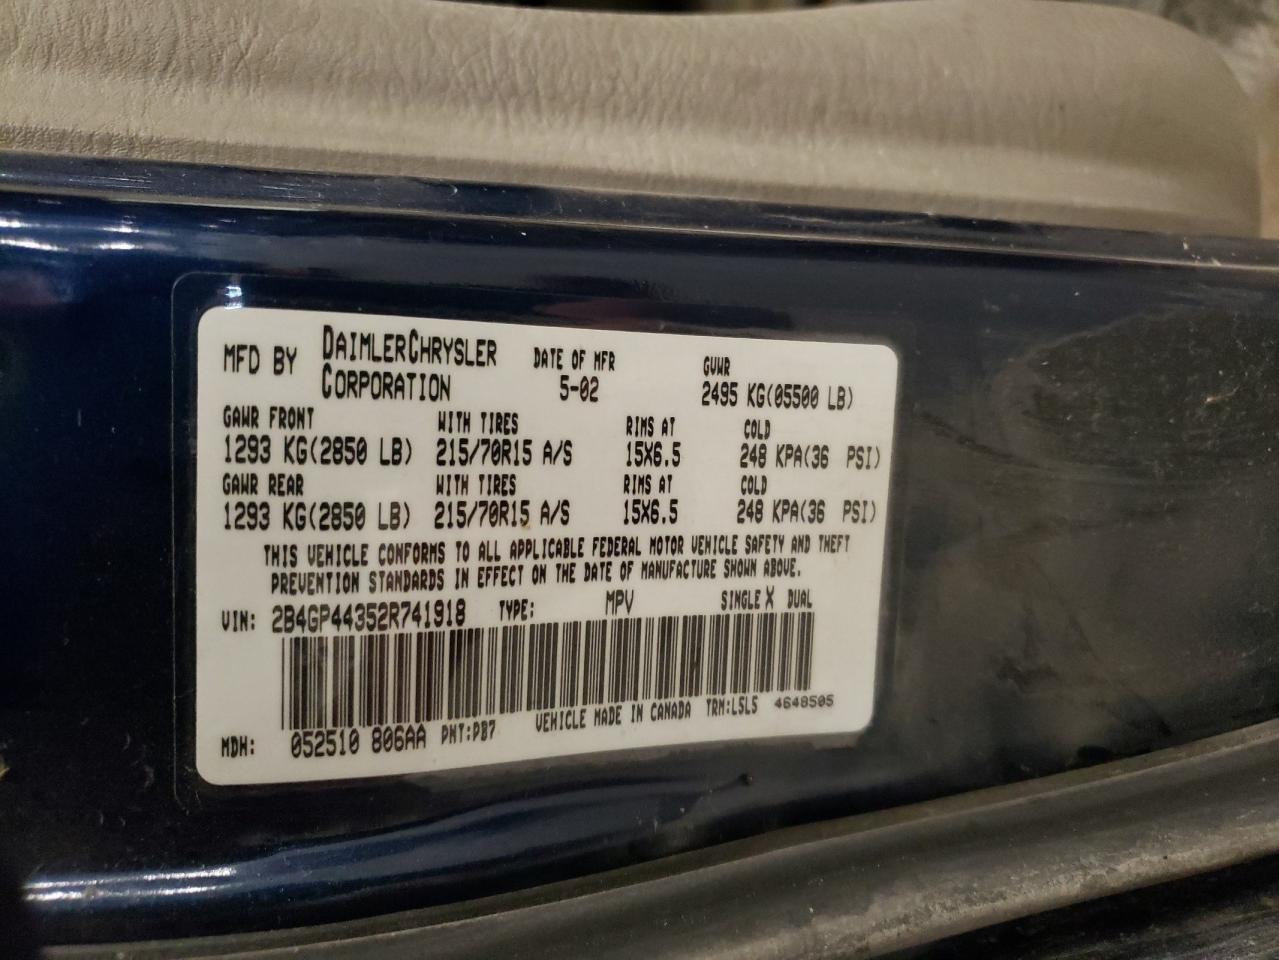 MFD BY DAIMLERCHRYSLER CORPORATION DATE OF MFR 5-02 GVWR 2495 KG(05500 LB)
GAWR FRONT WITH TIRES RIMS AT COLD
1293 KG(2850 LB) 215/70R15 A/S 15X6.5 248 KPA(36 PSI)
GAWR REAR WITH TIRES RIMS AT COLD
1293 KG(2850 LB) 215/70R15 A/S 15X6.5 248 KPA(36 PSI)
THIS VEHICLE CONFORMS TO ALL APPLICABLE FEDERAL MOTOR VEHICLE SAFETY AND THEFT
PREVENTION STANDARDS IN EFFECT ON THE DATE OF MANUFACTURE SHOWN ABOVE.
VIN: 2B4GP44352R741918 TYPE: MPV SINGLE X DUAL
MDH: 052510 806AA PNT:PB7 VEHICLE MADE IN CANADA TRM:LSL5 4648505